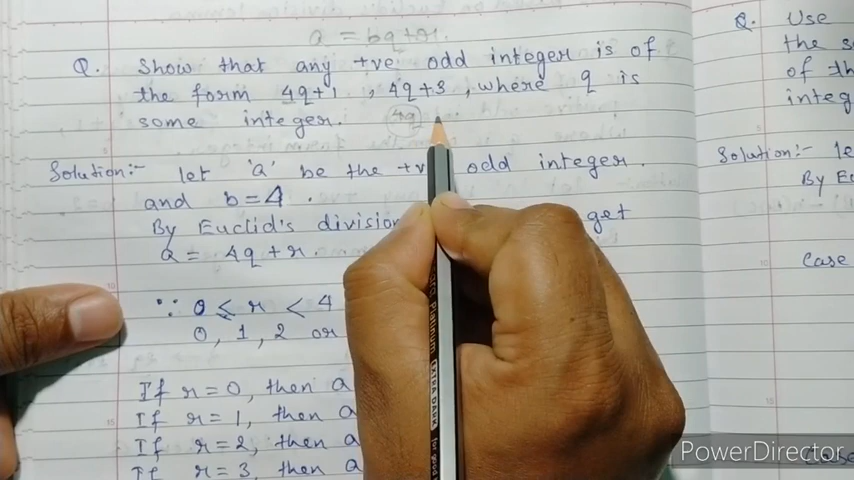 a = bq+r.
Q. Show that any +ve odd integer is of
the form 4q+1 , 4q+3 , where q is
some integer. 4q
Solution:- let 'a' be the +v odd integer.
and b=4 .
By Euclid's division get
a = 4q + r.
∵ 0 ≤ r < 4
0, 1, 2 or
If r = 0, then a
If r = 1, then a
If r = 2, then a
If r = 3, then a
Q. Use
the
of
integ
Solution:- le
By Eu
Case
Case
PowerDirector